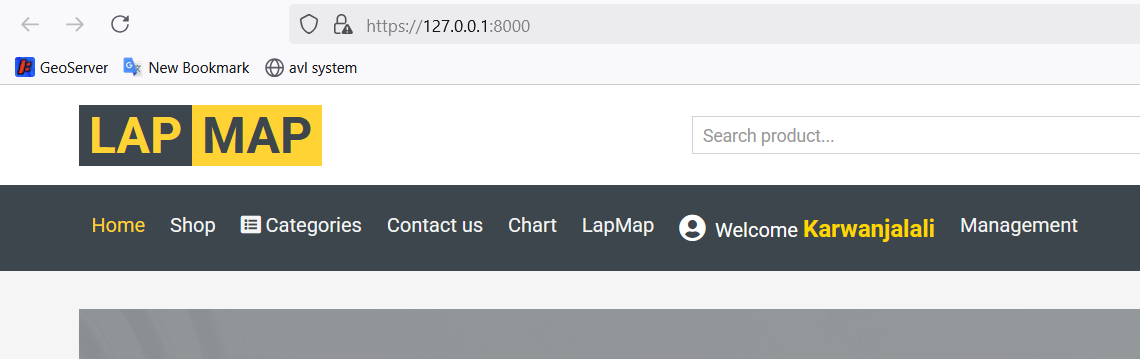 https://127.0.0.1:8000
GeoServer New Bookmark avl system
LAP MAP
Search product...
Home Shop Categories Contact us Chart LapMap Welcome Karwanjalali Management